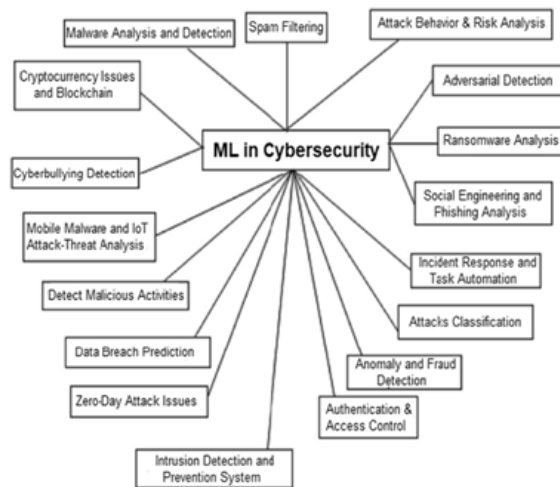 Spam Filtering
Attack Behavior & Risk Analysis
Malware Analysis and Detection
Cryptocurrency Issues
and Blockchain
Adversarial Detection
ML in Cybersecurity
Ransomware Analysis
Cyberbullying Detection
Social Engineering and
Phishing Analysis
Mobile Malware and IoT
Attack-Threat Analysis
Incident Response and
Task Automation
Detect Malicious Activities
Attacks Classification
Data Breach Prediction
Anomaly and Fraud
Detection
Zero-Day Attack Issues
Authentication &
Access Control
Intrusion Detection and
Prevention System